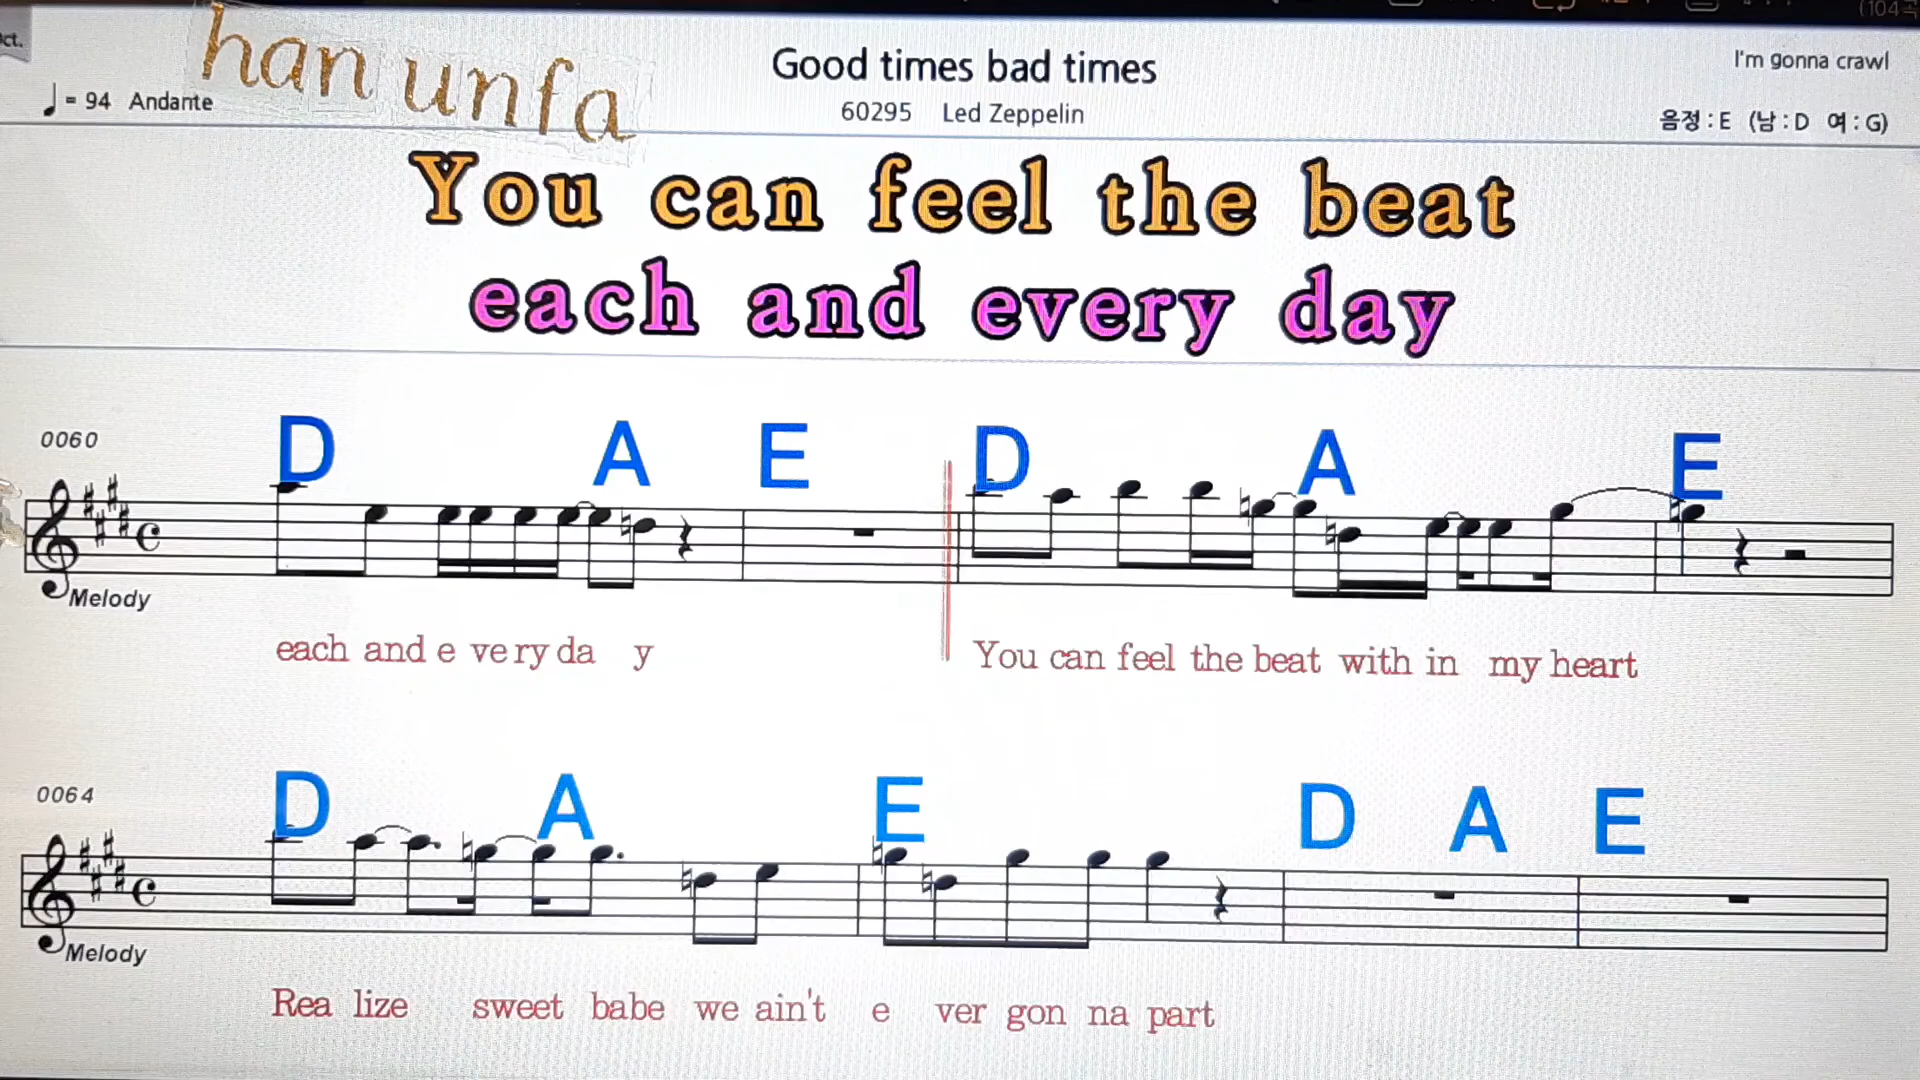 ct.
han unfa
Good times bad times
I'm gonna crawl
♩= 94 Andante
60295 Led Zeppelin
음정 : E (남 : D 여 : G)
You can feel the beat
each and every day
0060
D A E D A E
Melody
each and e very da y You can feel the beat with in my heart
0064
D A E D A E
Melody
Rea lize sweet babe we ain't e ver gon na part